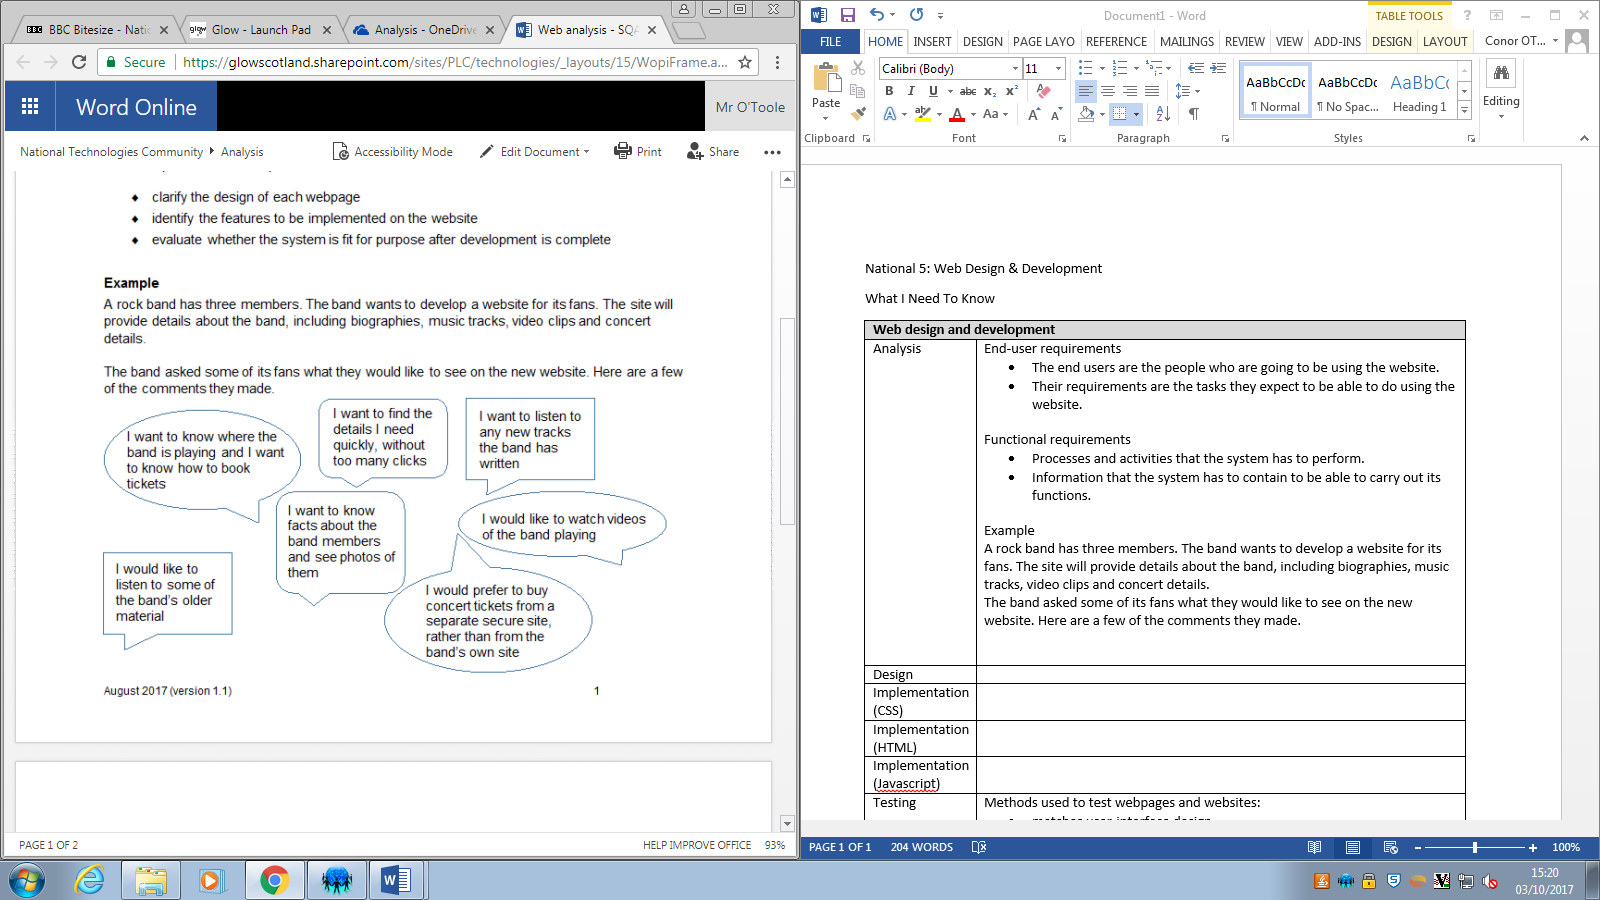 BBC Bitesize - Natio
Glow - Launch Pad
Analysis - OneDrive
Web analysis - SQA
Secure
https://glowscotland.sharepoint.com/sites/PLC/technologies/_layouts/15/WopiFrame.a...
Word Online
Mr O'Toole
National Technologies Community
Analysis
Accessibility Mode
Edit Document
Print
Share
clarify the design of each webpage
identify the features to be implemented on the website
evaluate whether the system is fit for purpose after development is complete
Example
A rock band has three members. The band wants to develop a website for its fans. The site will
provide details about the band, including biographies, music tracks, video clips and concert
details.
The band asked some of its fans what they would like to see on the new website. Here are a few
of the comments they made.
I want to know where the
band is playing and I want
to know how to book
tickets
I want to find the
details I need
quickly, without
too many clicks
I want to listen to
any new tracks
the band has
written
I want to know
facts about the
band members
and see photos of
them
I would like to watch videos
of the band playing
I would like to
listen to some of
the band's older
material
I would prefer to buy
concert tickets from a
separate secure site,
rather than from the
band's own site
August 2017 (version 1.1)
1
PAGE 1 OF 2
HELP IMPROVE OFFICE
93%
Document1 - Word
TABLE TOOLS
FILE
HOME
INSERT
DESIGN
PAGE LAYO
REFERENCE
MAILINGS
REVIEW
VIEW
ADD-INS
DESIGN
LAYOUT
Conor OT...
Calibri (Body)
11
Paste
B I U abc x₂ x²
A A Aa A A
AaBbCcDc
¶ Normal
AaBbCcDc
¶ No Spac...
AaBbCc
Heading 1
Editing
Clipboard
Font
Paragraph
Styles
National 5: Web Design & Development
What I Need To Know
Web design and development
Analysis
End-user requirements
The end users are the people who are going to be using the website.
Their requirements are the tasks they expect to be able to do using the
website.
Functional requirements
Processes and activities that the system has to perform.
Information that the system has to contain to be able to carry out its
functions.
Example
A rock band has three members. The band wants to develop a website for its
fans. The site will provide details about the band, including biographies, music
tracks, video clips and concert details.
The band asked some of its fans what they would like to see on the new
website. Here are a few of the comments they made.
Design
Implementation
(CSS)
Implementation
(HTML)
Implementation
(Javascript)
Testing
Methods used to test webpages and websites:
PAGE 1 OF 1
204 WORDS
100%
15:20
03/10/2017